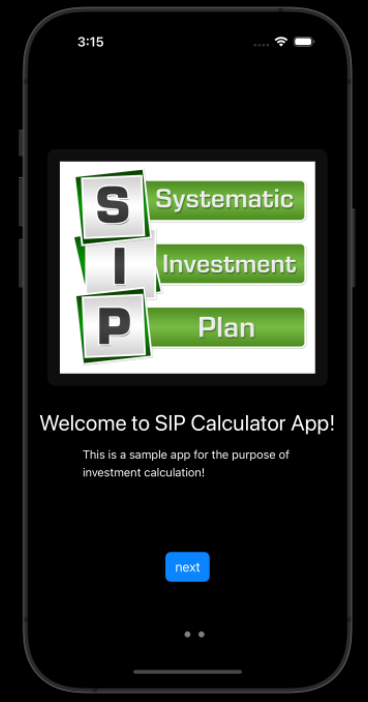 3:15
S Systematic
I Investment
P Plan
Welcome to SIP Calculator App!
This is a sample app for the purpose of
investment calculation!
next